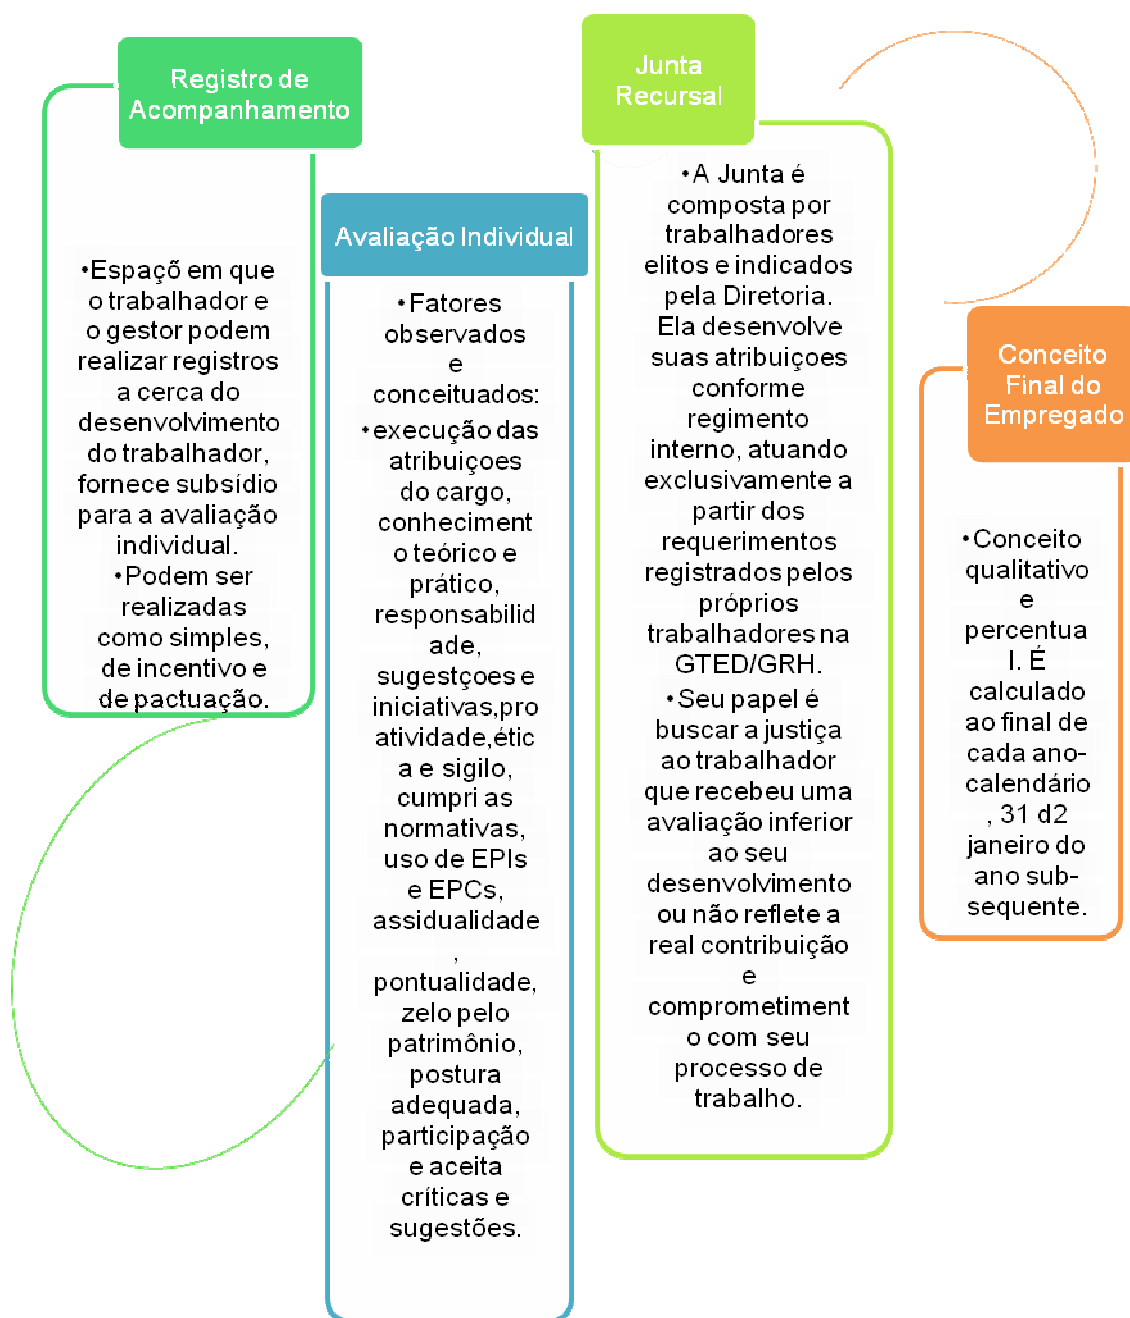 Registro de
Acompanhamento
•Espaçõ em que
o trabalhador e
o gestor podem
realizar registros
a cerca do
desenvolvimento
do trabalhador,
fornece subsídio
para a avaliação
individual.
•Podem ser
realizadas
como simples,
de incentivo e
de pactuação.
Avaliação Individual
•Fatores
observados
e
conceituados:
•execução das
atribuiçoes
do cargo,
conheciment
o teórico e
prático,
responsabilid
ade,
sugestçoes e
iniciativas,pro
atividade,étic
a e sigilo,
cumpri as
normativas,
uso de EPIs
e EPCs,
assidualidade
,
pontualidade,
zelo pelo
patrimônio,
postura
adequada,
participação
e aceita
críticas e
sugestões.
Junta
Recursal
•A Junta é
composta por
trabalhadores
elitos e indicados
pela Diretoria.
Ela desenvolve
suas atribuiçoes
conforme
regimento
interno, atuando
exclusivamente a
partir dos
requerimentos
registrados pelos
próprios
trabalhadores na
GTED/GRH.
•Seu papel é
buscar a justiça
ao trabalhador
que recebeu uma
avaliação inferior
ao seu
desenvolvimento
ou não reflete a
real contribuição
e
comprometiment
o com seu
processo de
trabalho.
Conceito
Final do
Empregado
•Conceito
qualitativo
e
percentua
l. É
calculado
ao final de
cada ano-
calendário
, 31 d2
janeiro do
ano sub-
sequente.